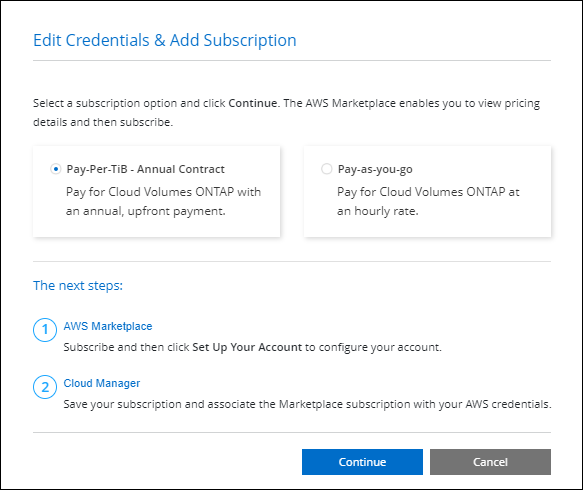 Edit Credentials & Add Subscription
Select a subscription option and click Continue. The AWS Marketplace enables you to view pricing
details and then subscribe.
Pay-Per-TiB - Annual Contract
Pay for Cloud Volumes ONTAP with
an annual, upfront payment.
Pay-as-you-go
Pay for Cloud Volumes ONTAP at
an hourly rate.
The next steps:
1 AWS Marketplace
Subscribe and then click Set Up Your Account to configure your account.
2 Cloud Manager
Save your subscription and associate the Marketplace subscription with your AWS credentials.
Continue
Cancel